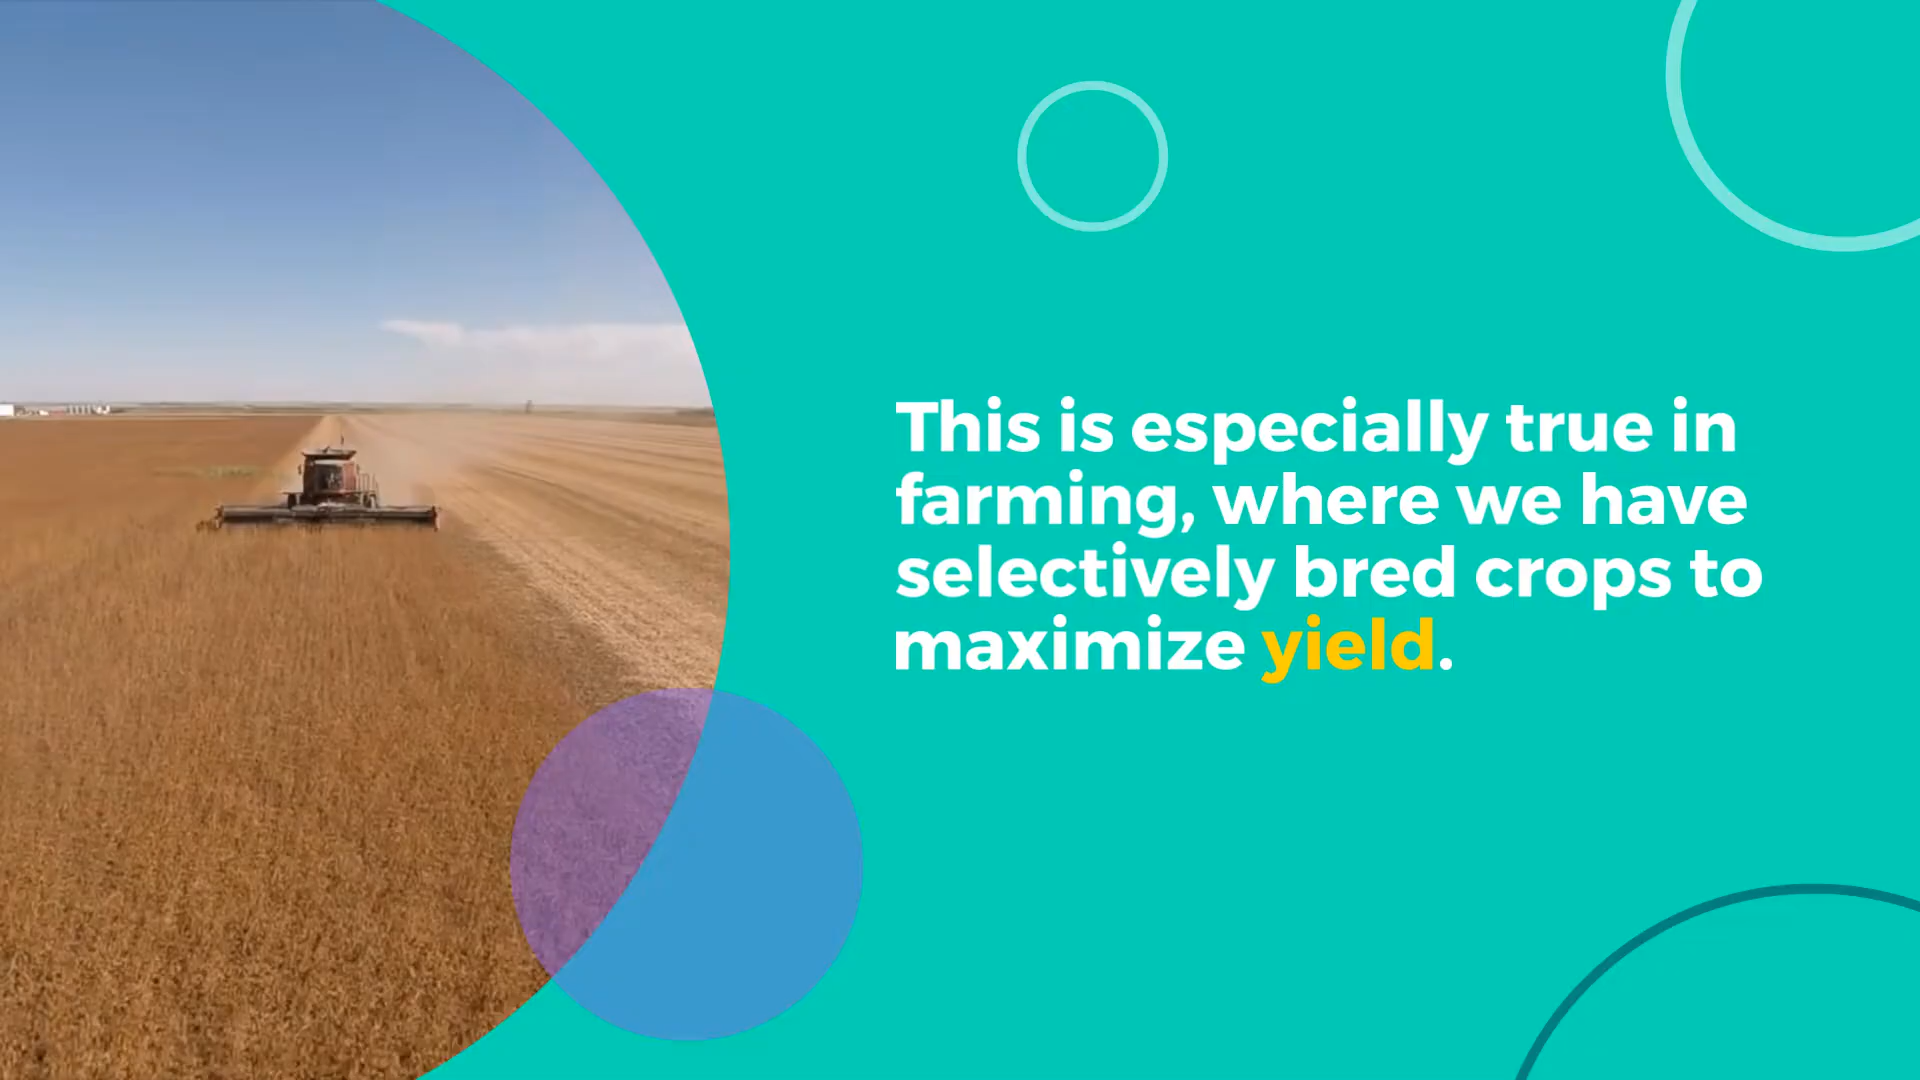 This is especially true in
farming, where we have
selectively bred crops to
maximize yield.